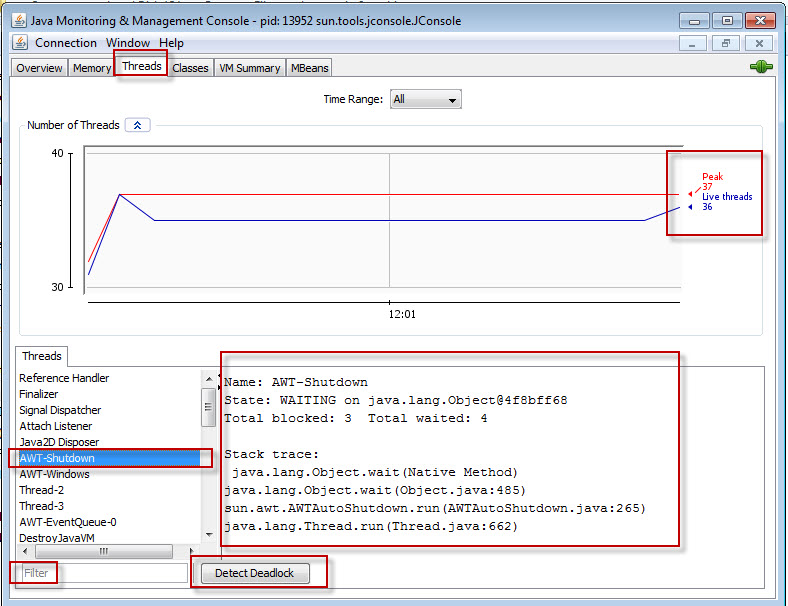 Java Monitoring & Management Console - pid: 13952 sun.tools.jconsole.JConsole
Connection Window Help
Overview Memory Threads Classes VM Summary MBeans
Time Range: All
Number of Threads
40
Peak
37
Live threads
36
30
12:01
Threads
Reference Handler
Finalizer
Signal Dispatcher
Attach Listener
Java2D Disposer
AWT-Shutdown
AWT-Windows
Thread-2
Thread-3
AWT-EventQueue-0
DestroyJavaVM
Name: AWT-Shutdown
State: WAITING on java.lang.Object@4f8bff68
Total blocked: 3 Total waited: 4
Stack trace:
java.lang.Object.wait(Native Method)
java.lang.Object.wait(Object.java:485)
sun.awt.AWTAutoShutdown.run(AWTAutoShutdown.java:265)
java.lang.Thread.run(Thread.java:662)
Filter
Detect Deadlock